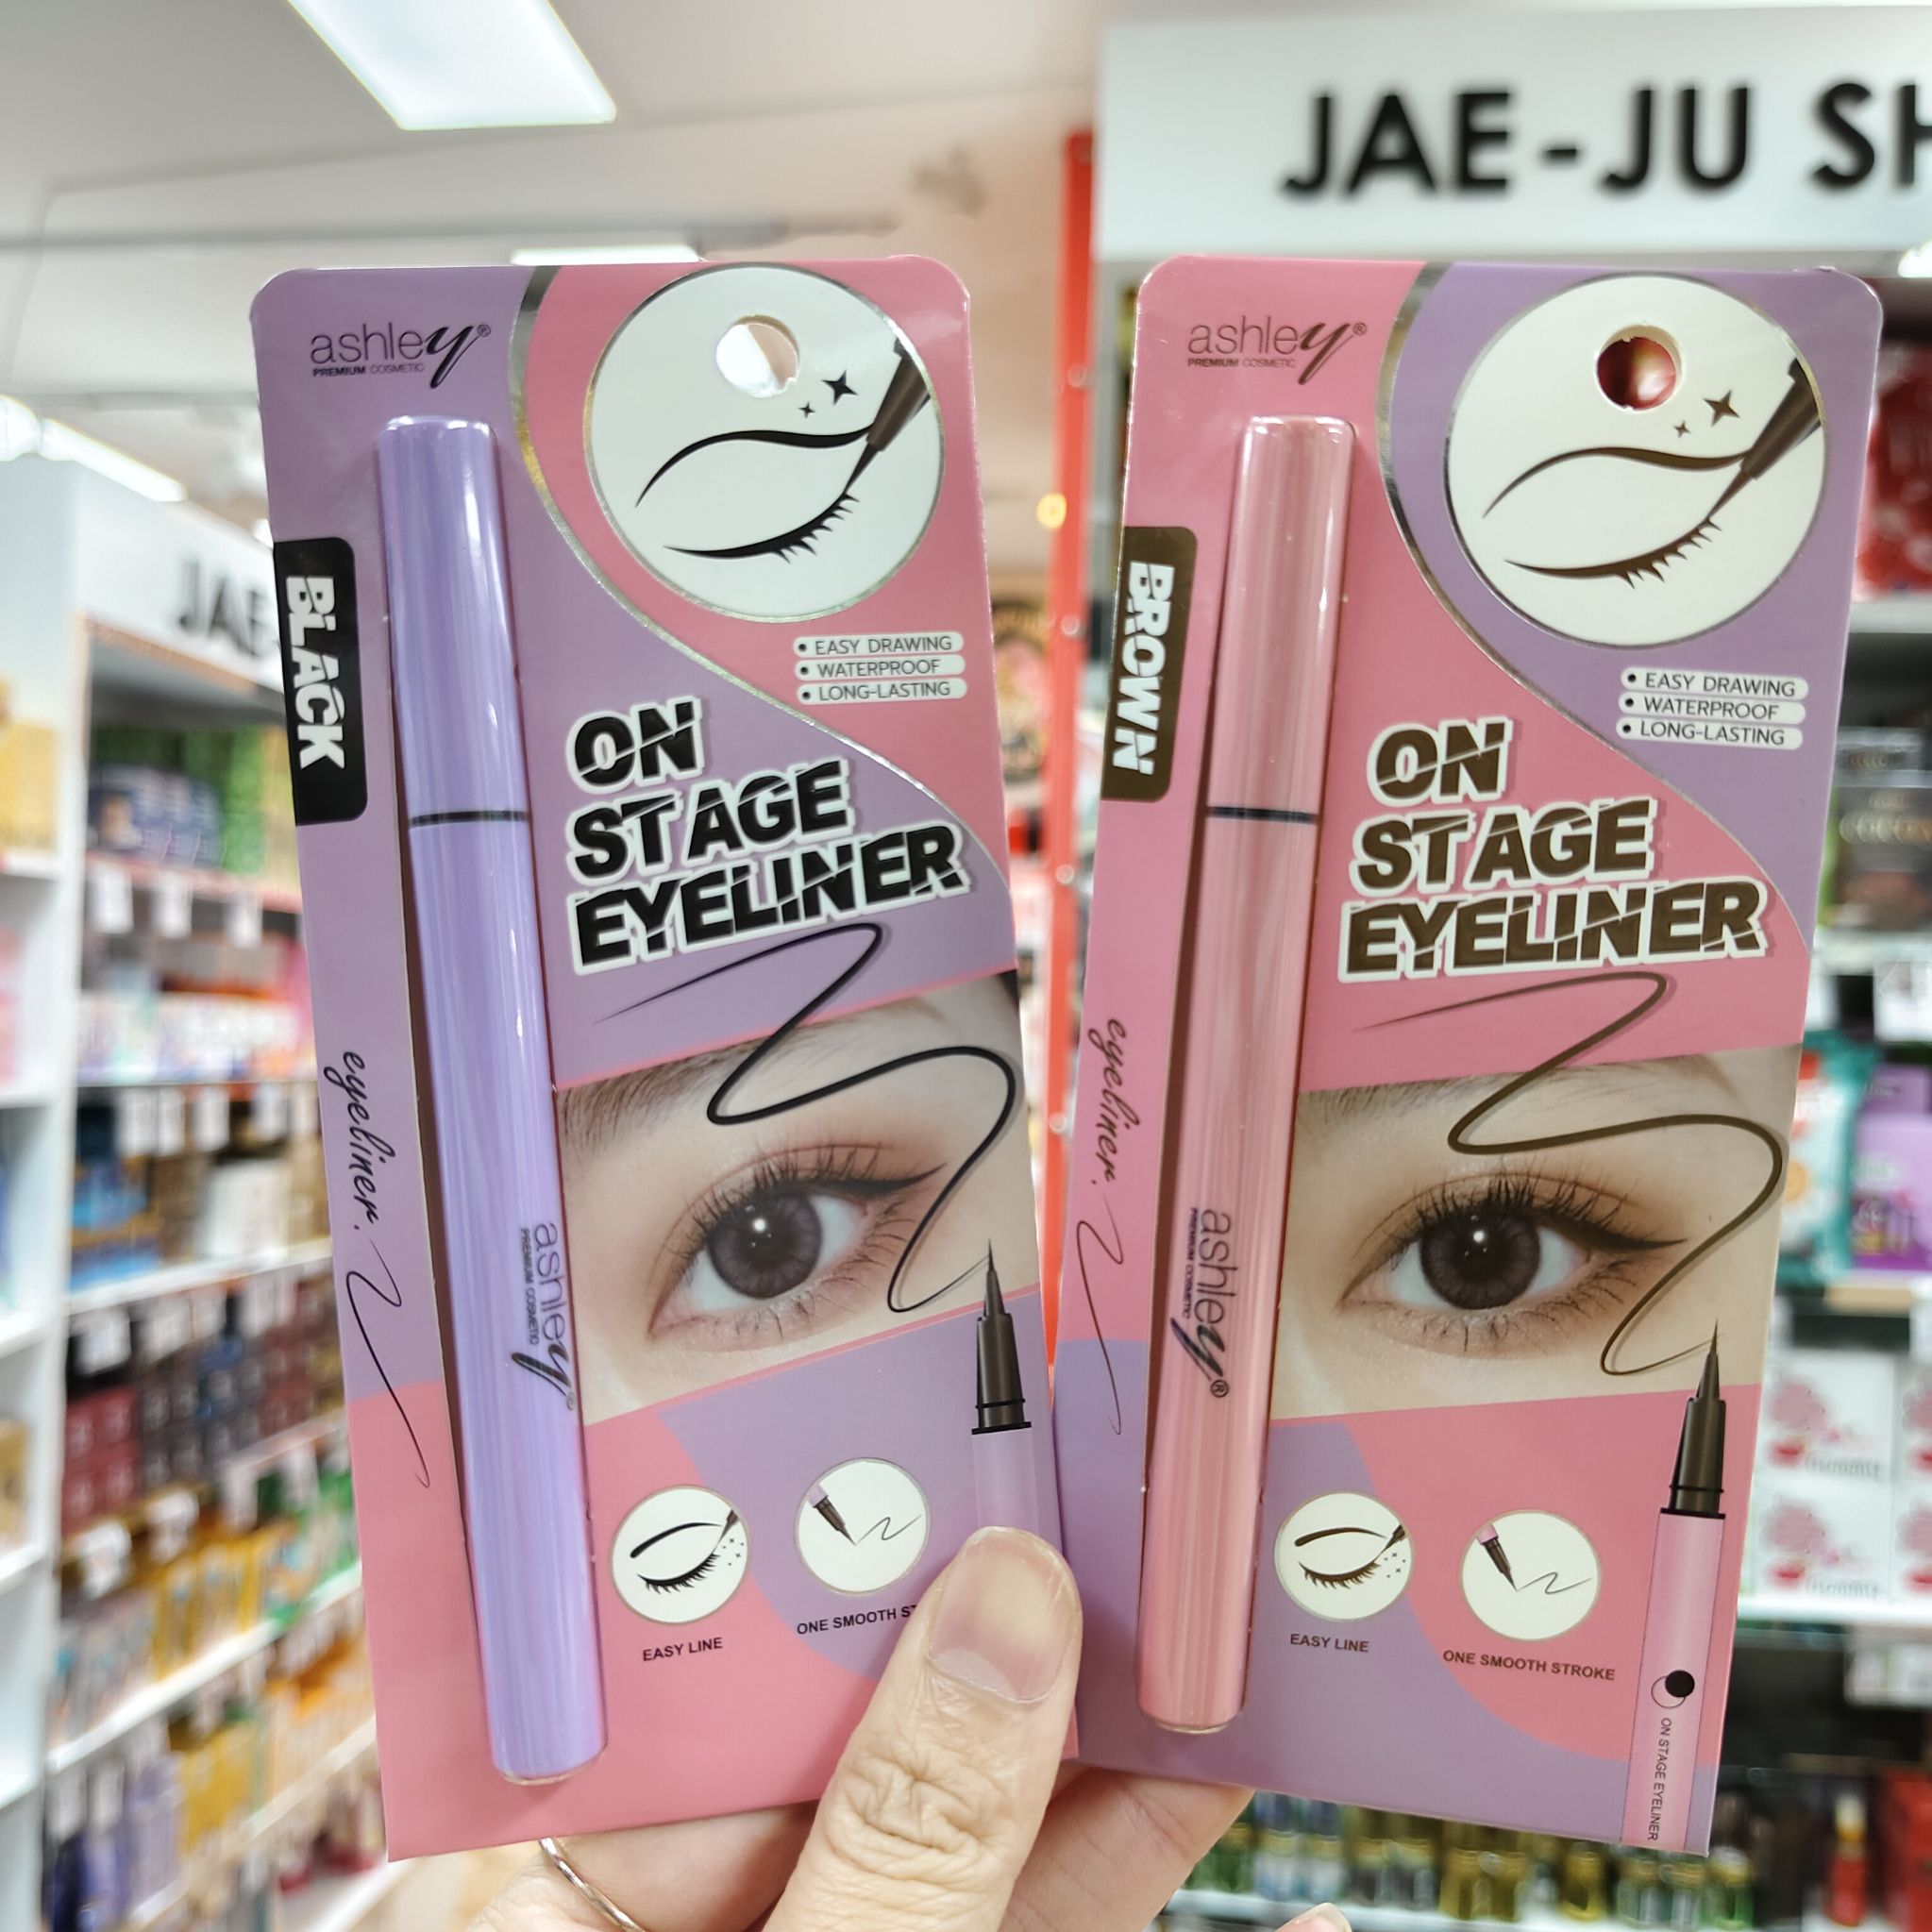 JAE-JU SH
JAE-
ashley®
PREMIUM COSMETIC
BLACK
• EASY DRAWING
• WATERPROOF
• LONG-LASTING
ON
STAGE
EYELINER
eyeliner.
ashley®
PREMIUM COSMETIC
EASY LINE
ONE SMOOTH ST
ashley®
PREMIUM COSMETIC
BROWN
• EASY DRAWING
• WATERPROOF
• LONG-LASTING
ON
STAGE
EYELINER
eyeliner.
ashley®
PREMIUM COSMETIC
EASY LINE
ONE SMOOTH STROKE
ON STAGE EYELINER